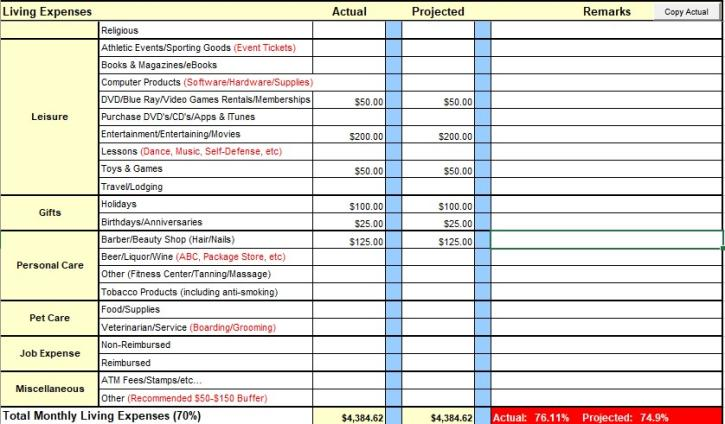 Living Expenses Actual Projected Remarks Copy Actual
Religious
Athletic Events/Sporting Goods (Event Tickets)
Books & Magazines/eBooks
Computer Products (Software/Hardware/Supplies)
DVD/Blue Ray/Video Games Rentals/Memberships $50.00 $50.00
Leisure Purchase DVD's/CD's/Apps & ITunes
Entertainment/Entertaining/Movies $200.00 $200.00
Lessons (Dance, Music, Self-Defense, etc)
Toys & Games $50.00 $50.00
Travel/Lodging
Gifts Holidays $100.00 $100.00
Birthdays/Anniversaries $25.00 $25.00
Barber/Beauty Shop (Hair/Nails) $125.00 $125.00
Personal Care Beer/Liquor/Wine (ABC, Package Store, etc)
Other (Fitness Center/Tanning/Massage)
Tobacco Products (including anti-smoking)
Pet Care Food/Supplies
Veterinarian/Service (Boarding/Grooming)
Job Expense Non-Reimbursed
Reimbursed
Miscellaneous ATM Fees/Stamps/etc...
Other (Recommended $50-$150 Buffer)
Total Monthly Living Expenses (70%) $4,384.62 $4,384.62 Actual: 76.11% Projected: 74.9%